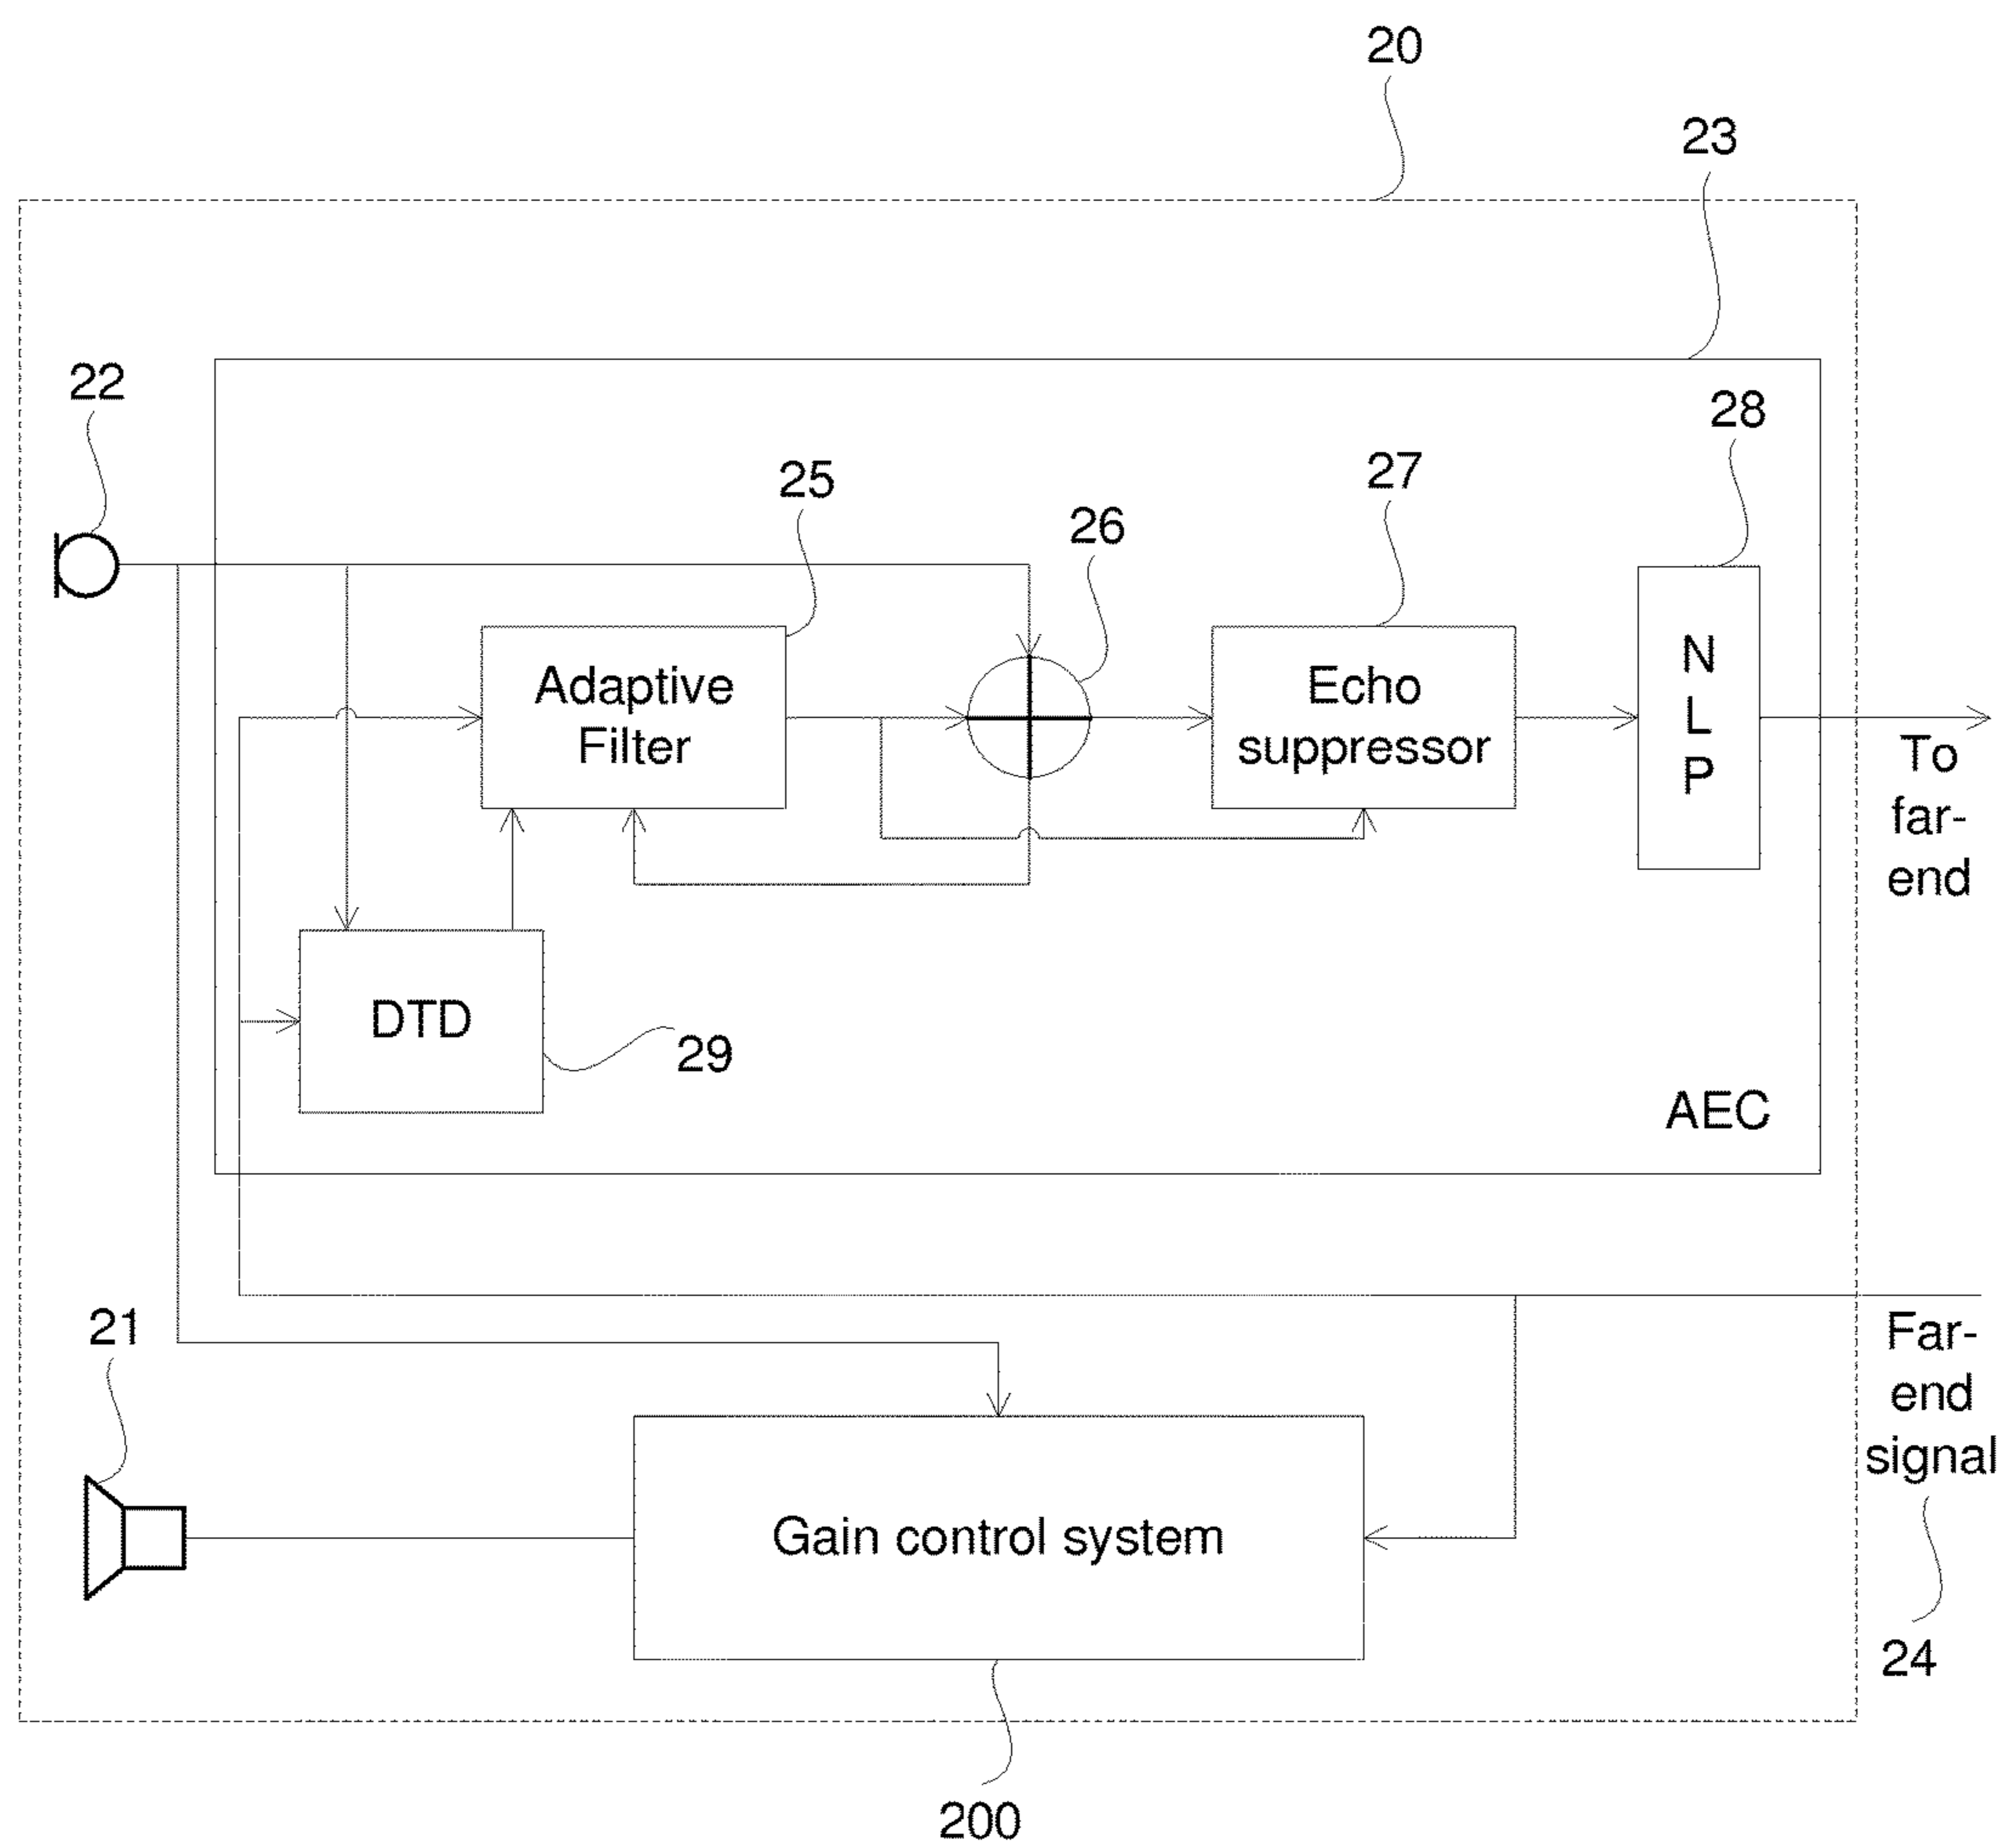 20
23
22
28
25
27
26
Adaptive
Filter
Echo
suppressor
N
L
P
To
far-
end
DTD
29
AEC
21
Far-
end
signal
Gain control system
24
200